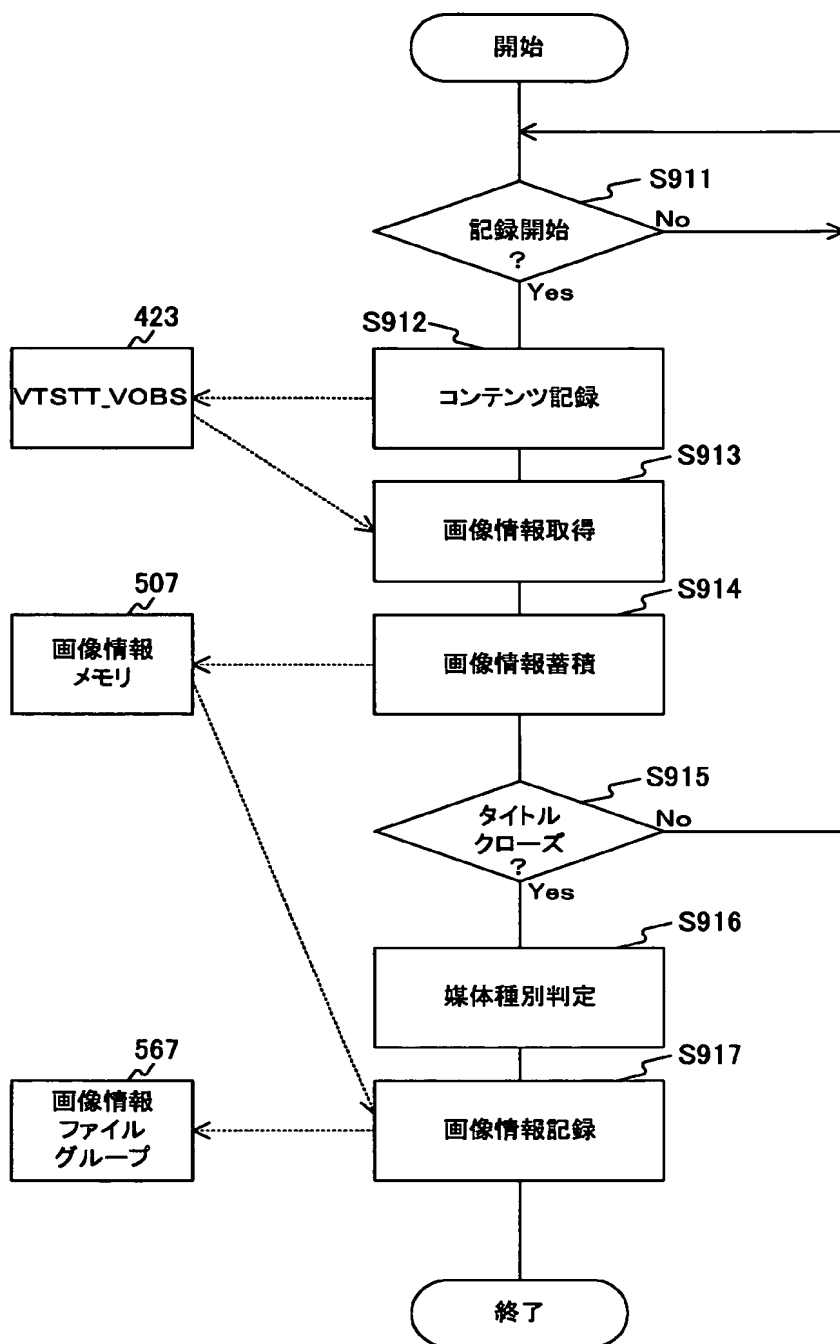 開始
S911
記録開始
?
No
Yes
423
VTSTT_VOBS
S912
コンテンツ記録
S913
画像情報取得
507
画像情報
メモリ
S914
画像情報蓄積
S915
タイトル
クローズ
?
No
Yes
S916
媒体種別判定
567
画像情報
ファイル
グループ
S917
画像情報記録
終了